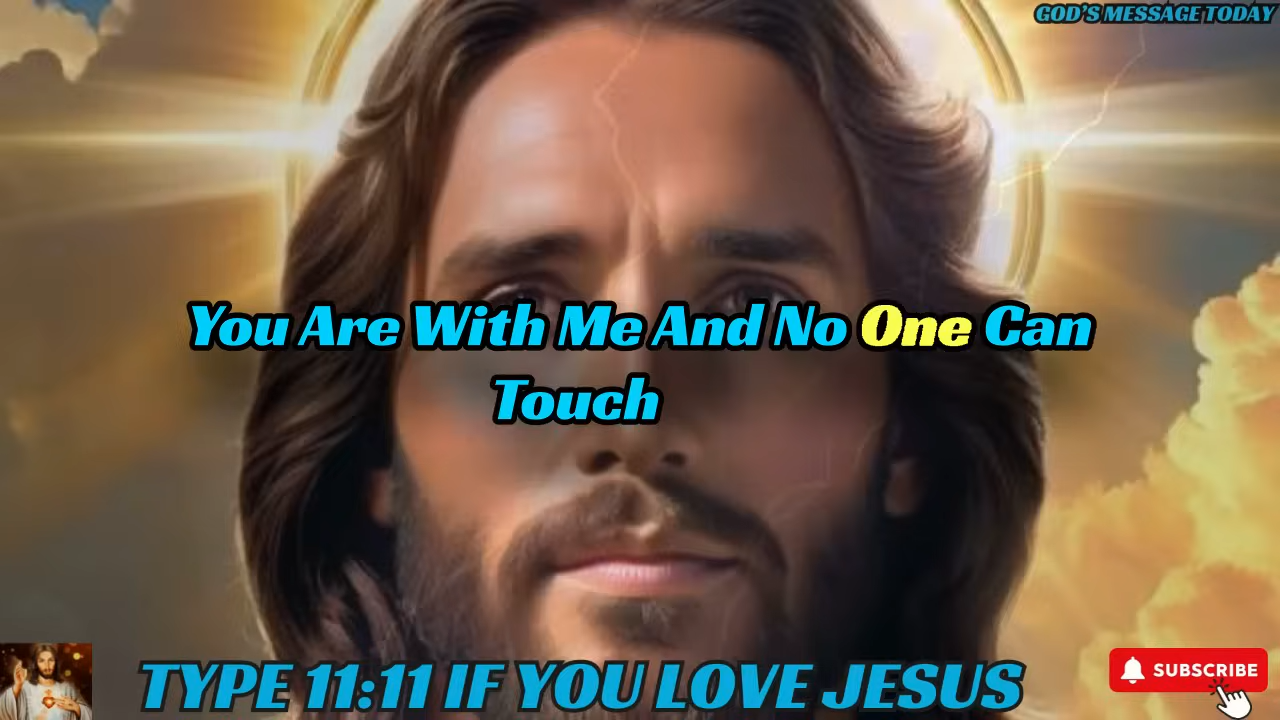 GOD'S MESSAGE TODAY
You Are With Me And No One Can
Touch
TYPE 11:11 IF YOU LOVE JESUS
SUBSCRIBE